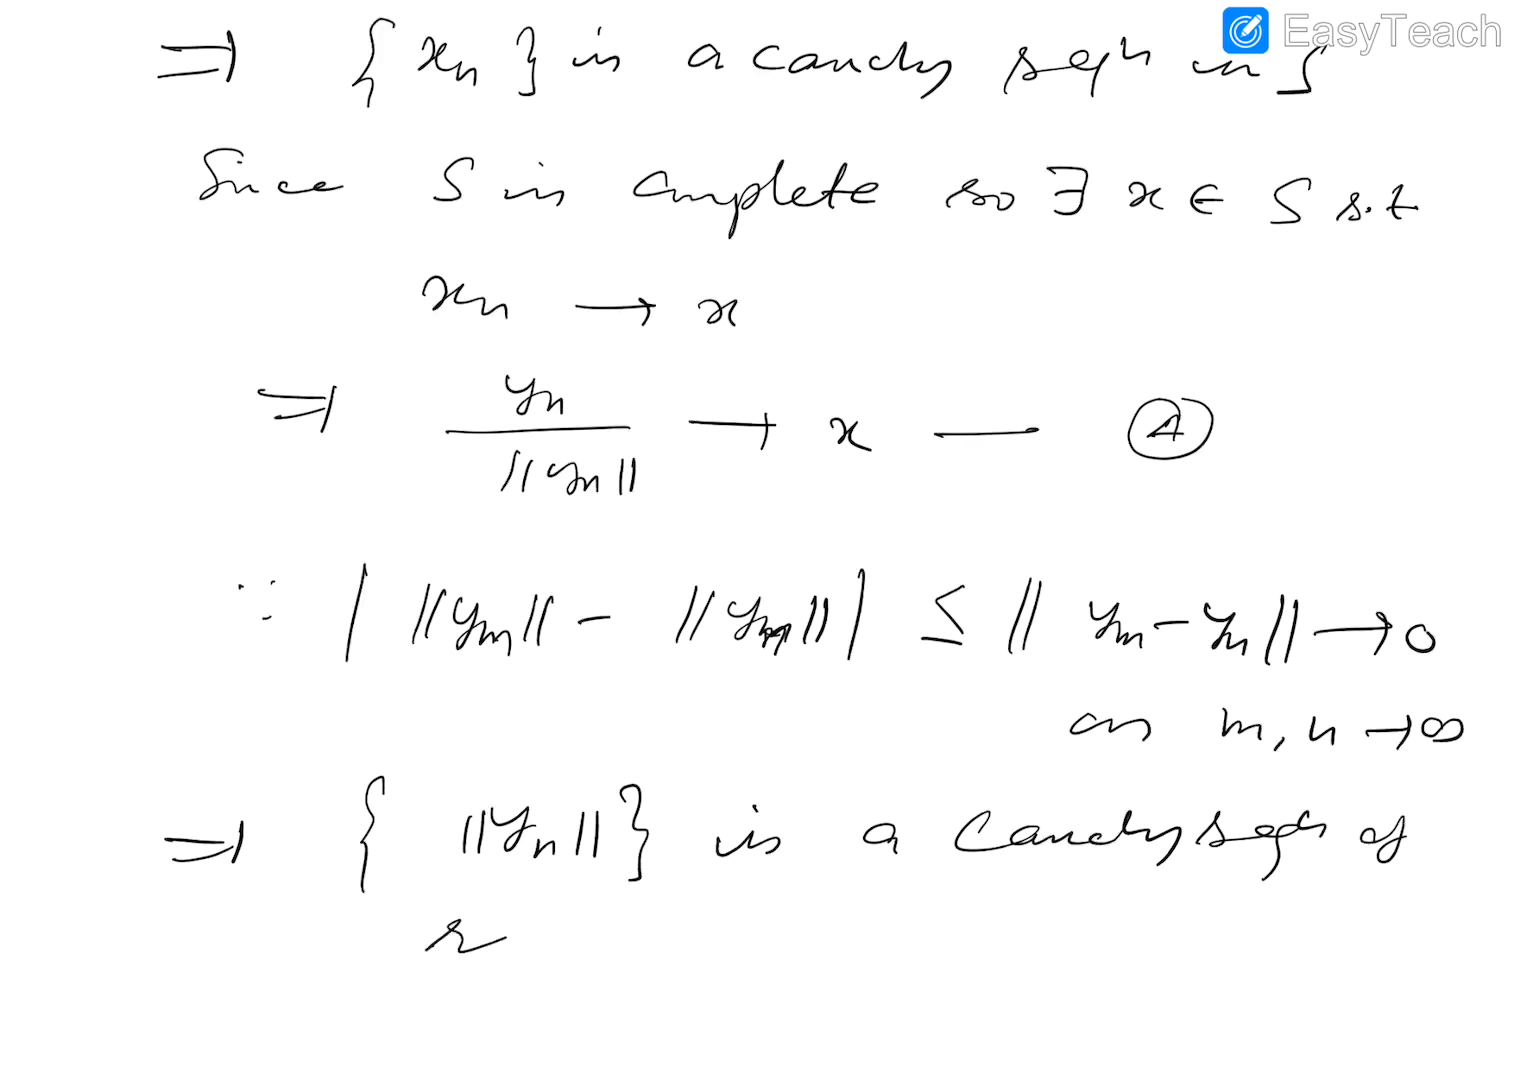 EasyTeach
⇒ {xn} is a cauchy seqn in S
Since S is complete so ∃ x ∈ S s.t
xn → x
⇒ yn / ||yn|| → x — (A)
∵ | ||ym|| - ||yn|| | ≤ || ym - yn || → 0
as m, n → ∞
⇒ { ||yn|| } is a Cauchy seqn of
r